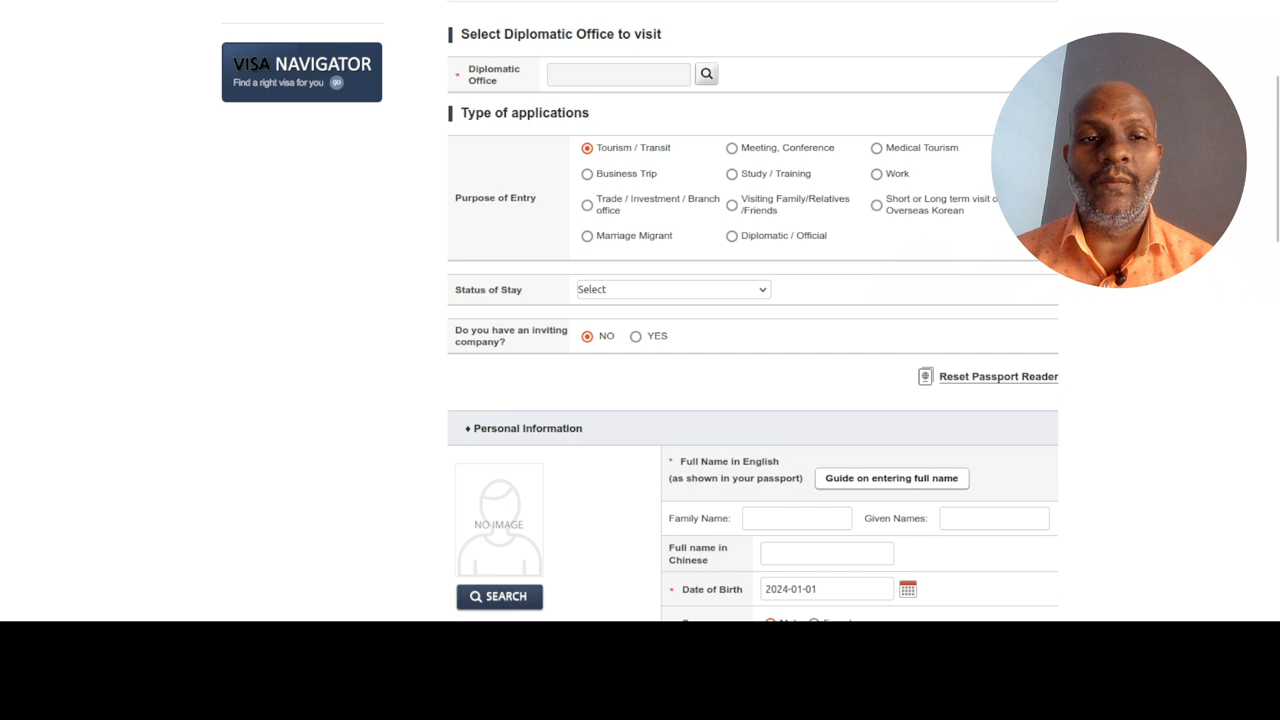 Select Diplomatic Office to visit
VISA NAVIGATOR
Find a right visa for you go
* Diplomatic
Office
Type of applications
Purpose of Entry
Tourism / Transit
Meeting, Conference
Medical Tourism
Business Trip
Study / Training
Work
Trade / Investment / Branch
office
Visiting Family/Relatives
/Friends
Short or Long term visit o
Overseas Korean
Marriage Migrant
Diplomatic / Official
Status of Stay
Select
Do you have an inviting
company?
NO
YES
Reset Passport Reader
♦ Personal Information
NO IMAGE
SEARCH
* Full Name in English
(as shown in your passport)
Guide on entering full name
Family Name:
Given Names:
Full name in
Chinese
* Date of Birth
2024-01-01